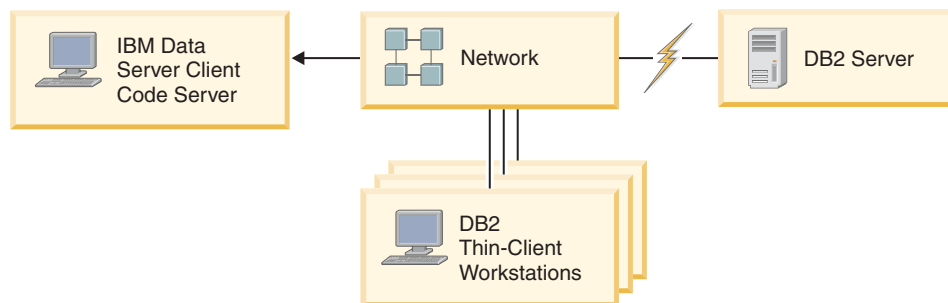 IBM Data
Server Client
Code Server
Network
DB2 Server
DB2
Thin-Client
Workstations